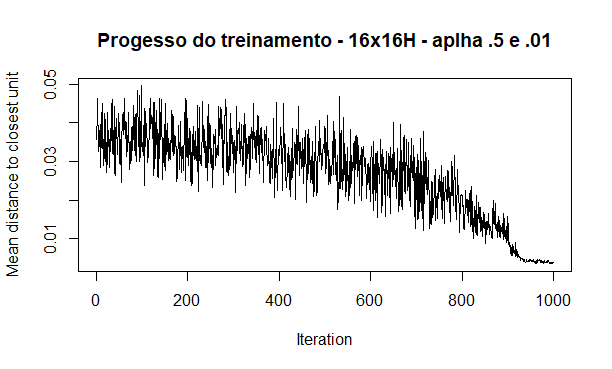 Progesso do treinamento - 16x16H - aplha .5 e .01
Mean distance to closest unit
0.05
0.03
0.01
0 200 400 600 800 1000
Iteration